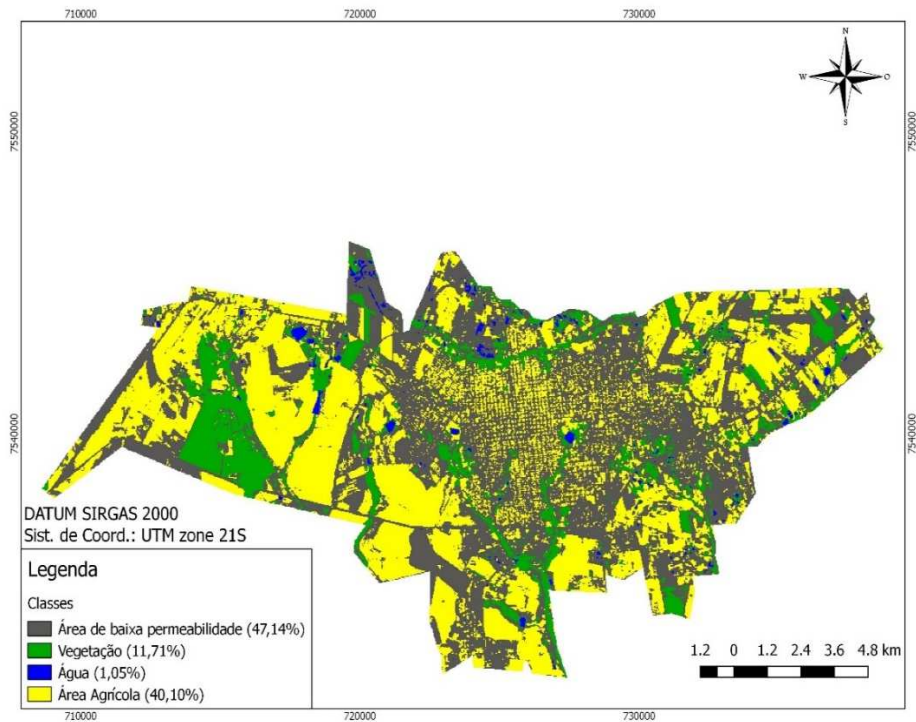 710000
720000
730000
N
W
O
S
7550000
7550000
7540000
7540000
DATUM SIRGAS 2000
Sist. de Coord.: UTM zone 21S
Legenda
Classes
Área de baixa permeabilidade (47,14%)
Vegetação (11,71%)
Água (1,05%)
Área Agrícola (40,10%)
1.2 0 1.2 2.4 3.6 4.8 km
710000
720000
730000